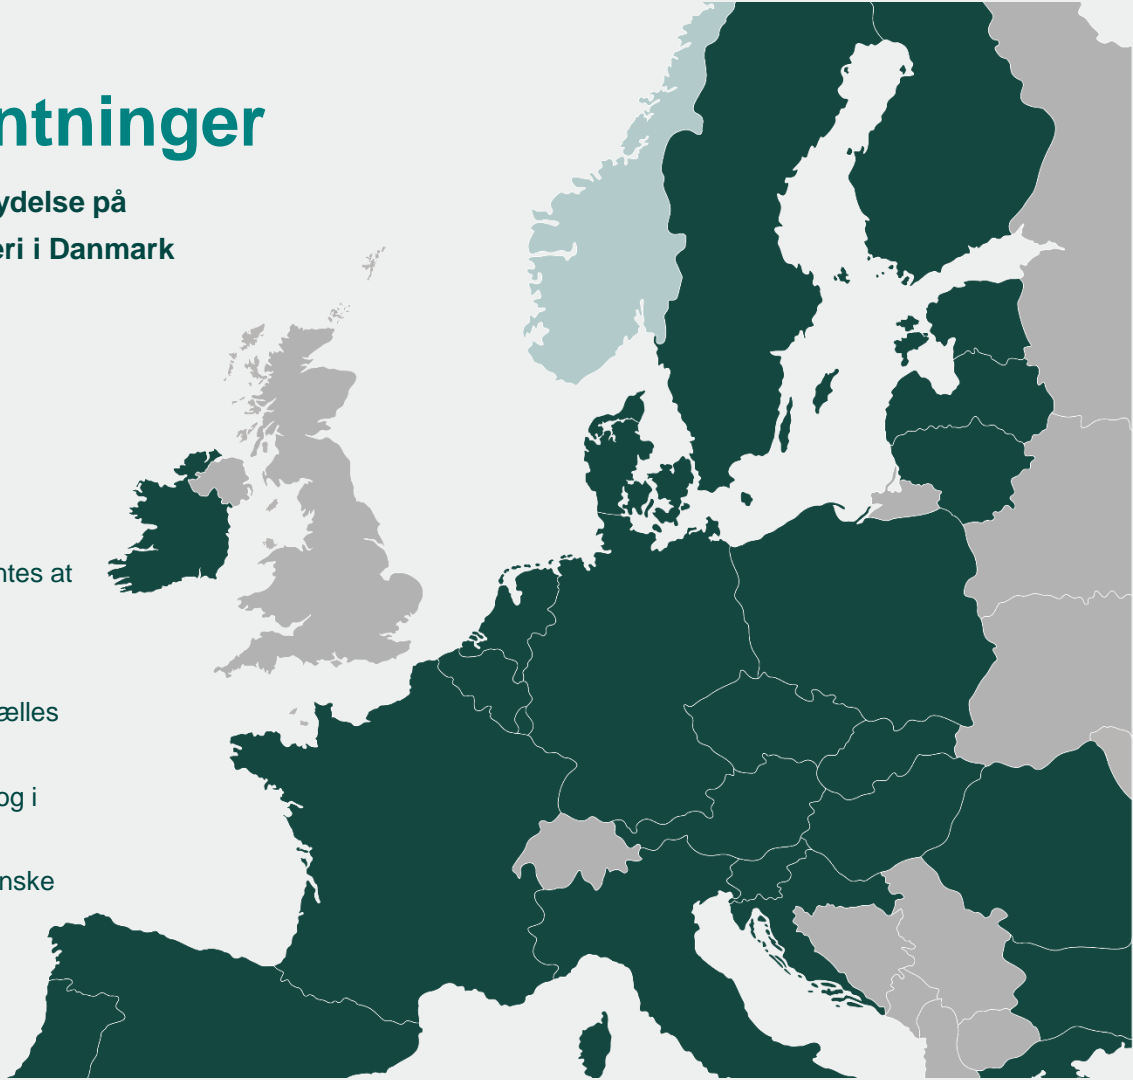 ntninger
ydelse på
eri i Danmark
ntes at
ælles
og i
nske